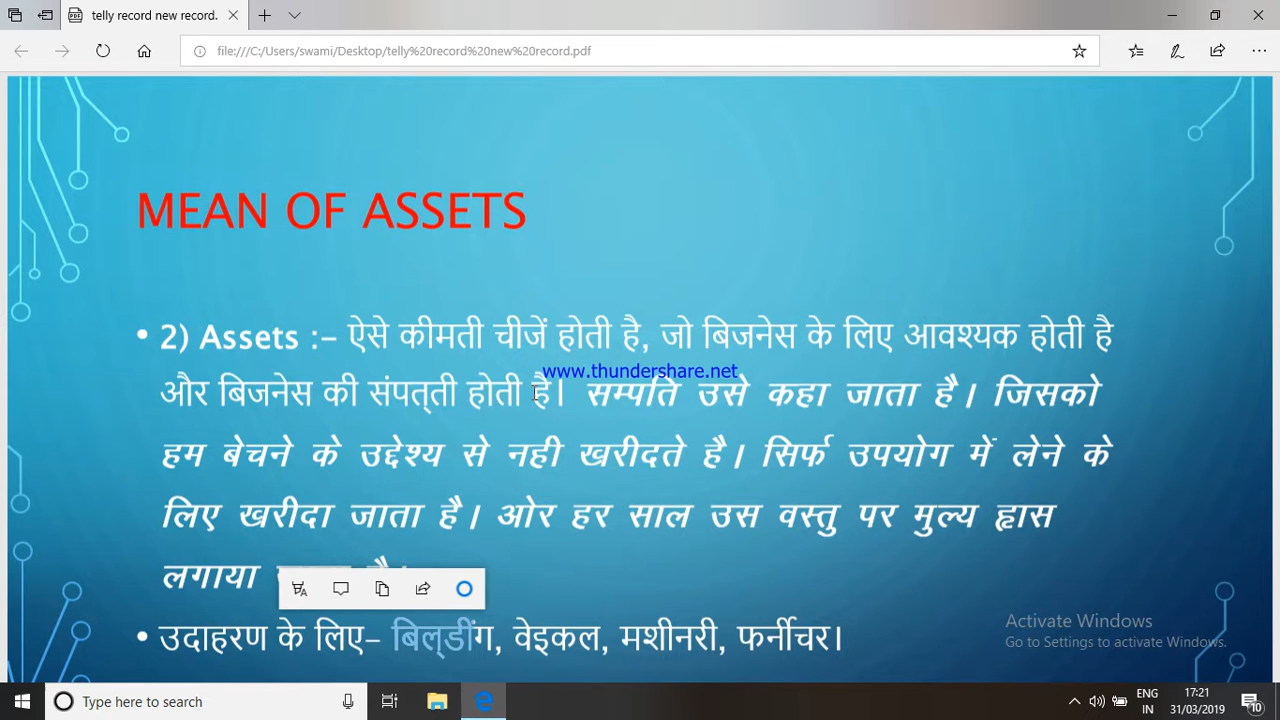 telly record new record.
file:///C:/Users/swami/Desktop/telly%20record%20new%20record.pdf
MEAN OF ASSETS
• 2) Assets :– ऐसे कीमती चीजें होती है, जो बिजनेस के लिए आवश्यक होती है
www.thundershare.net
और बिजनेस की संपत्ती होती है। सम्पति उसे कहा जाता है। जिसको
हम बेचने के उद्देश्य से नही खरीदते है। सिर्फ उपयोग में लेने के
लिए खरीदा जाता है। ओर हर साल उस वस्तु पर मुल्य ह्रास
लगाया है।
• उदाहरण के लिए– बिल्डींग, वेइकल, मशीनरी, फर्नीचर।
Activate Windows
Go to Settings to activate Windows.
Type here to search
ENG
IN
17:21
31/03/2019
10